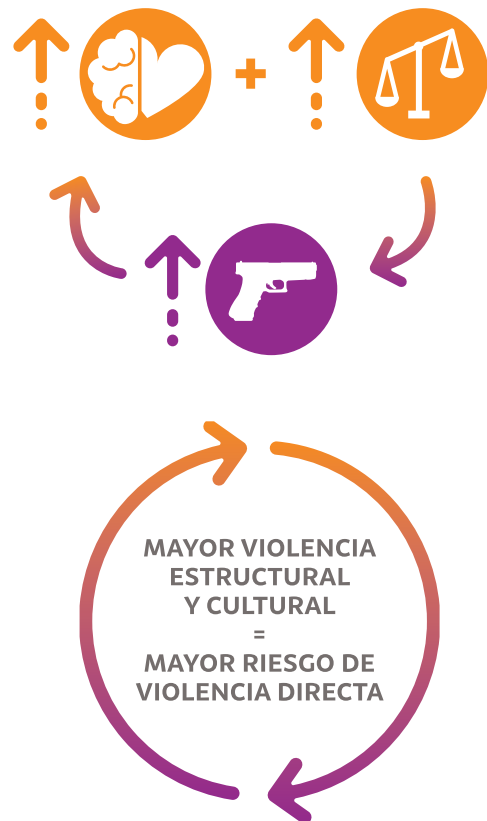 MAYOR VIOLENCIA
ESTRUCTURAL
Y CULTURAL
=
MAYOR RIESGO DE
VIOLENCIA DIRECTA